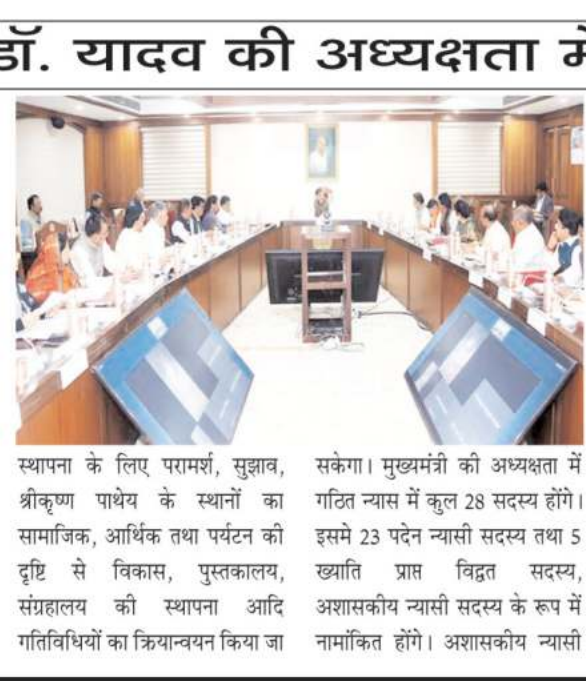 डॉ. यादव की अध्यक्षता में
स्थापना के लिए परामर्श, सुझाव,
श्रीकृष्ण पाथेय के स्थानों का
सामाजिक, आर्थिक तथा पर्यटन की
दृष्टि से विकास, पुस्तकालय,
संग्रहालय की स्थापना आदि
गतिविधियों का क्रियान्वयन किया जा
सकेगा। मुख्यमंत्री की अध्यक्षता में
गठित न्यास में कुल 28 सदस्य होंगे।
इसमे 23 पदेन न्यासी सदस्य तथा 5
ख्याति प्राप्त विद्वत सदस्य,
अशासकीय न्यासी सदस्य के रूप में
नामांकित होंगे। अशासकीय न्यासी